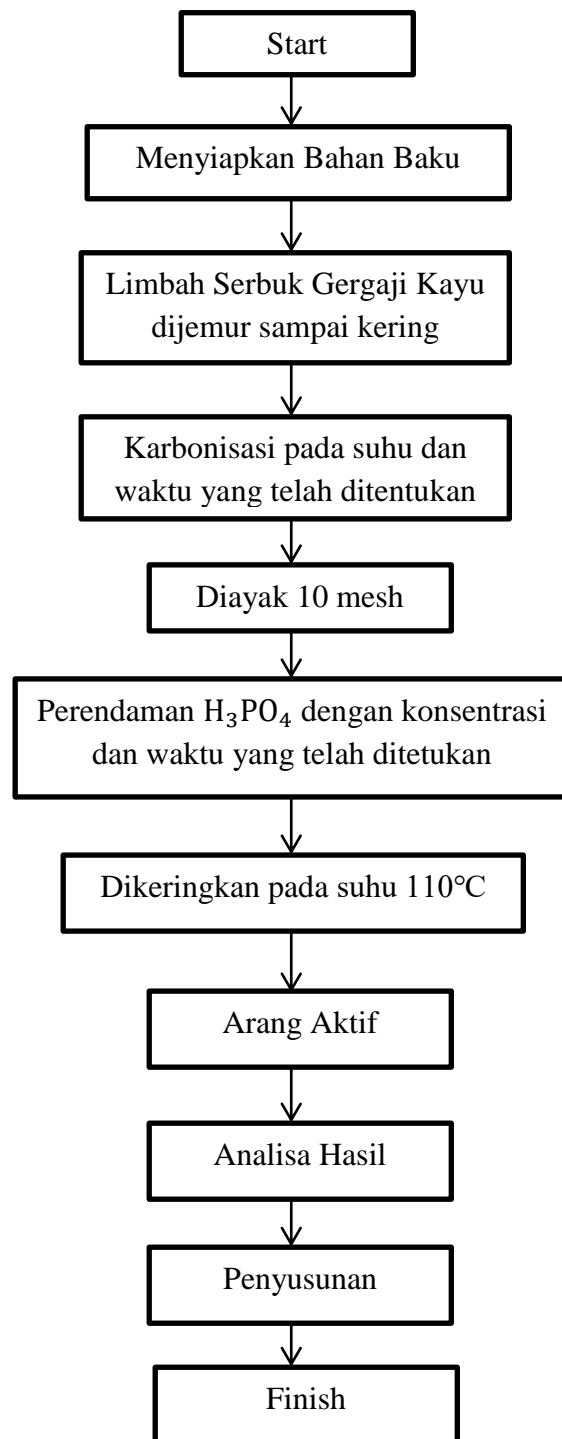 Start
Menyiapkan Bahan Baku
Limbah Serbuk Gergaji Kayu
dijemur sampai kering
Karbonisasi pada suhu dan
waktu yang telah ditentukan
Diayak 10 mesh
Perendaman H₃PO₄ dengan konsentrasi
dan waktu yang telah ditetukan
Dikeringkan pada suhu 110°C
Arang Aktif
Analisa Hasil
Penyusunan
Finish